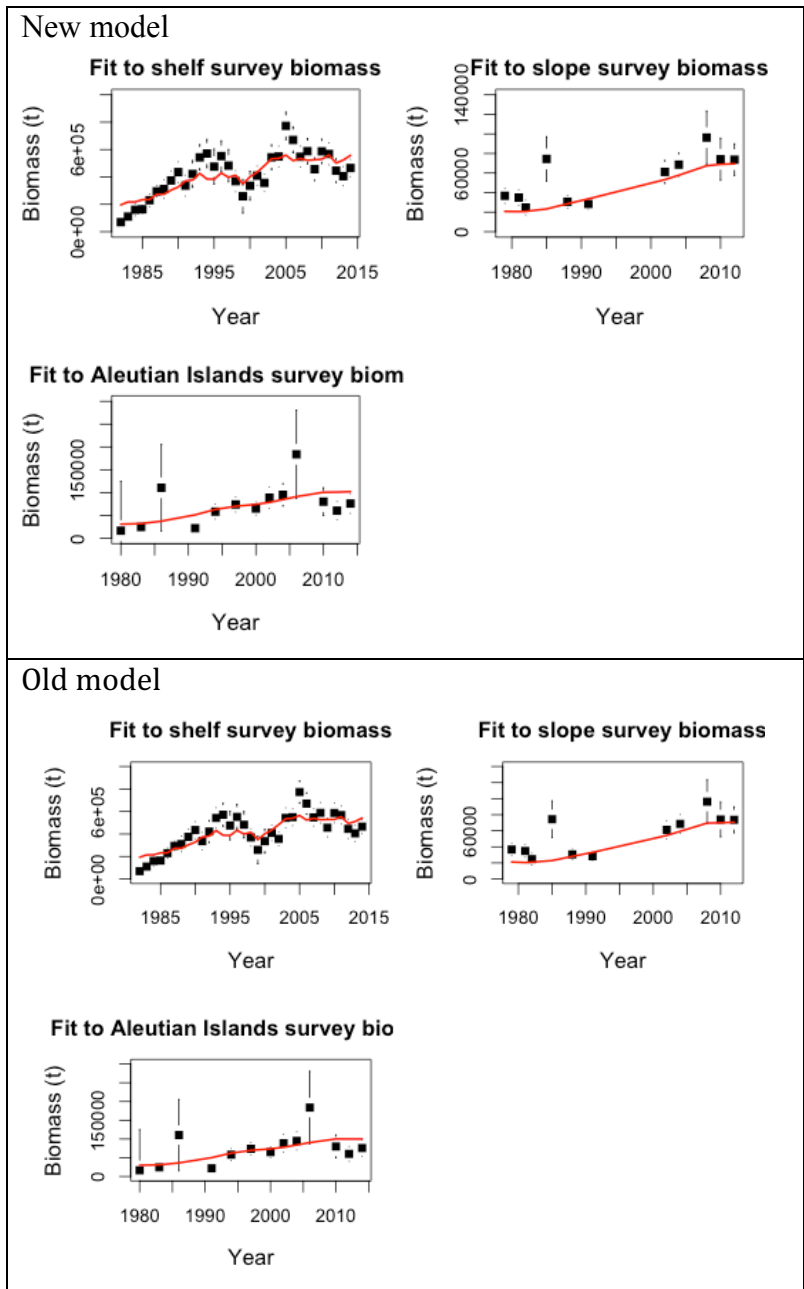 New model
Fit to shelf survey biomass
Biomass (t)
6e+05
0e+00
1985 1995 2005 2015
Year
Fit to slope survey biomass
Biomass (t)
140000
60000
0
1980 1990 2000 2010
Year
Fit to Aleutian Islands survey biom
Biomass (t)
150000
0
1980 1990 2000 2010
Year
Old model
Fit to shelf survey biomass
Biomass (t)
6e+05
0e+00
1985 1995 2005 2015
Year
Fit to slope survey biomass
Biomass (t)
60000
0
1980 1990 2000 2010
Year
Fit to Aleutian Islands survey bio
Biomass (t)
150000
0
1980 1990 2000 2010
Year